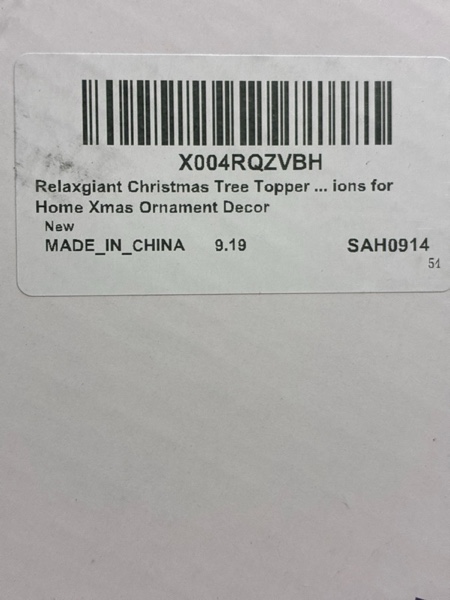 X004RQZVBH
Relaxgiant Christmas Tree Topper ... ions for
Home Xmas Ornament Decor
New
MADE_IN_CHINA 9.19 SAH0914
51